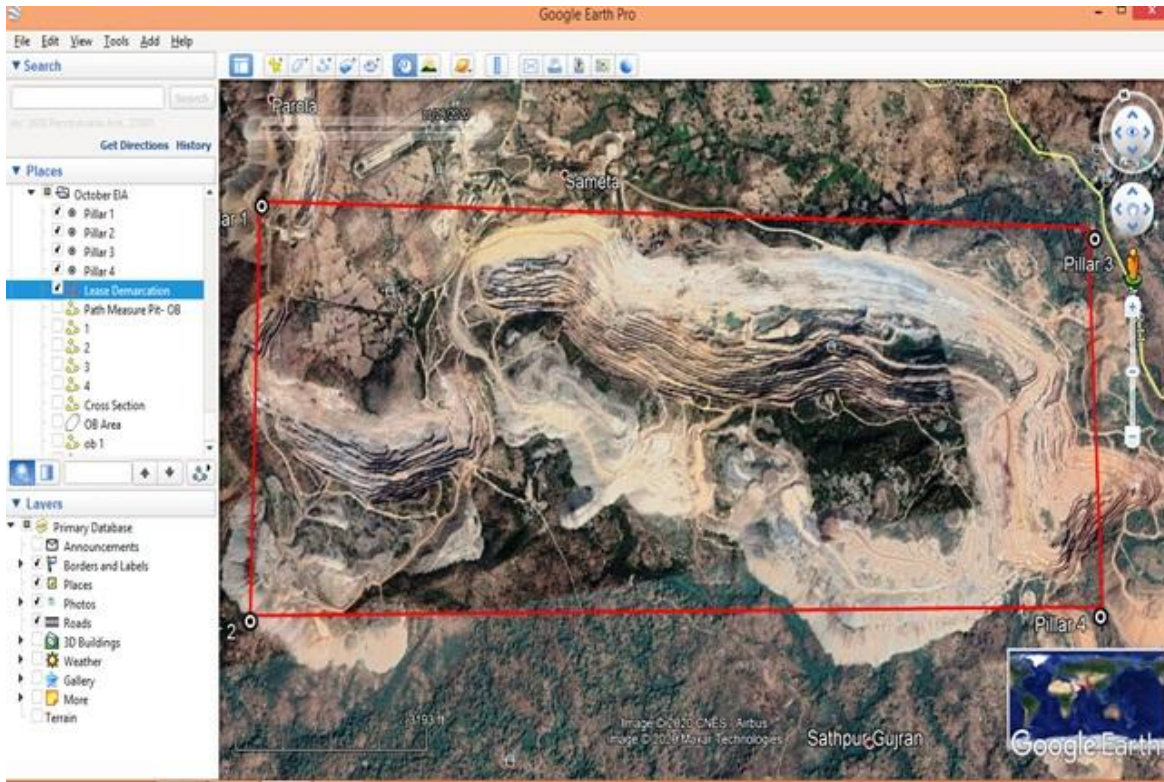 Google Earth Pro
File Edit View Tools Add Help
Search
Search
Get Directions History
Places
October EIA
Pillar 1
Pillar 2
Pillar 3
Pillar 4
Lease Demarcation
Path Measure Pit- OB
1
2
3
4
Cross Section
OB Area
ob 1
Layers
Primary Database
Announcements
Borders and Labels
Places
Photos
Roads
3D Buildings
Weather
Gallery
More
Terrain
Parola
Sameta
ar 1
Pillar 3
2
Pillar 4
3193 ft
Image © 2020 CNES / Airbus
Image © 2020 Maxar Technologies
Sathpur Gujran
Google Earth